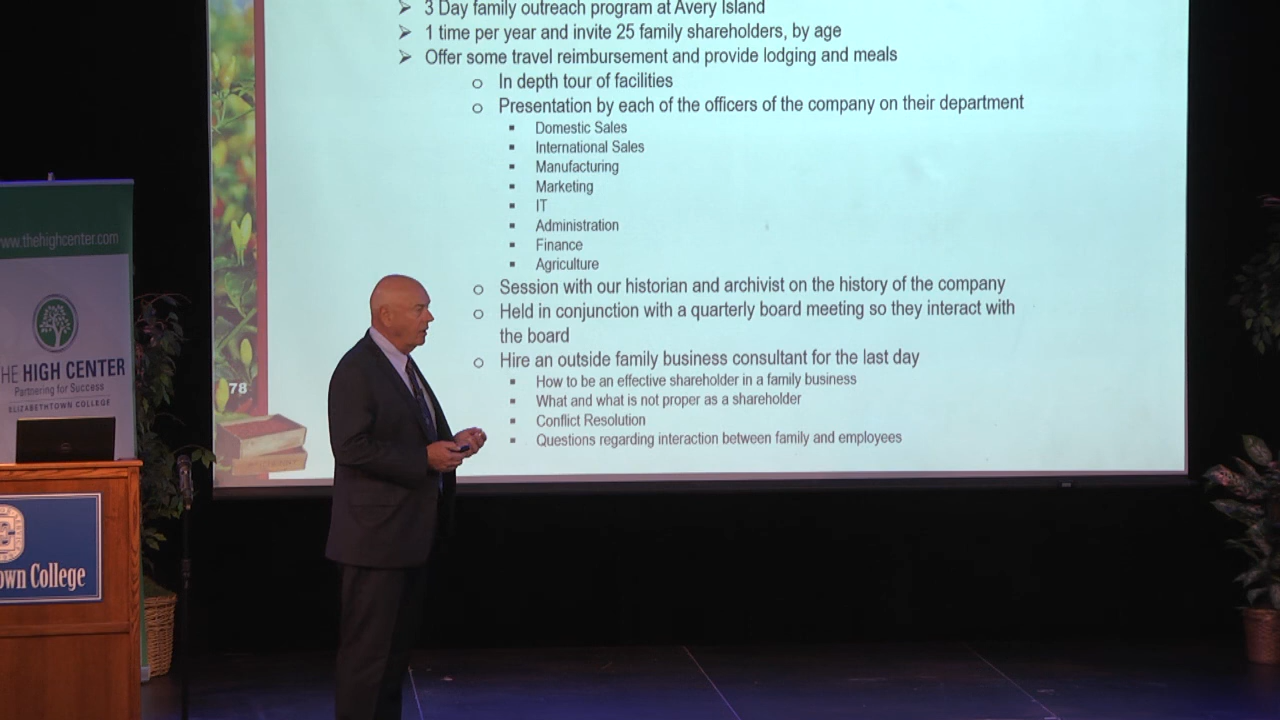 ➢ 3 Day family outreach program at Avery Island
➢ 1 time per year and invite 25 family shareholders, by age
➢ Offer some travel reimbursement and provide lodging and meals
o In depth tour of facilities
o Presentation by each of the officers of the company on their department
▪ Domestic Sales
▪ International Sales
▪ Manufacturing
▪ Marketing
▪ IT
▪ Administration
▪ Finance
▪ Agriculture
o Session with our historian and archivist on the history of the company
o Held in conjunction with a quarterly board meeting so they interact with
the board
o Hire an outside family business consultant for the last day
▪ How to be an effective shareholder in a family business
▪ What and what is not proper as a shareholder
▪ Conflict Resolution
▪ Questions regarding interaction between family and employees
78
www.thehighcenter.com
THE HIGH CENTER
Partnering for Success
ELIZABETHTOWN COLLEGE
E
own College